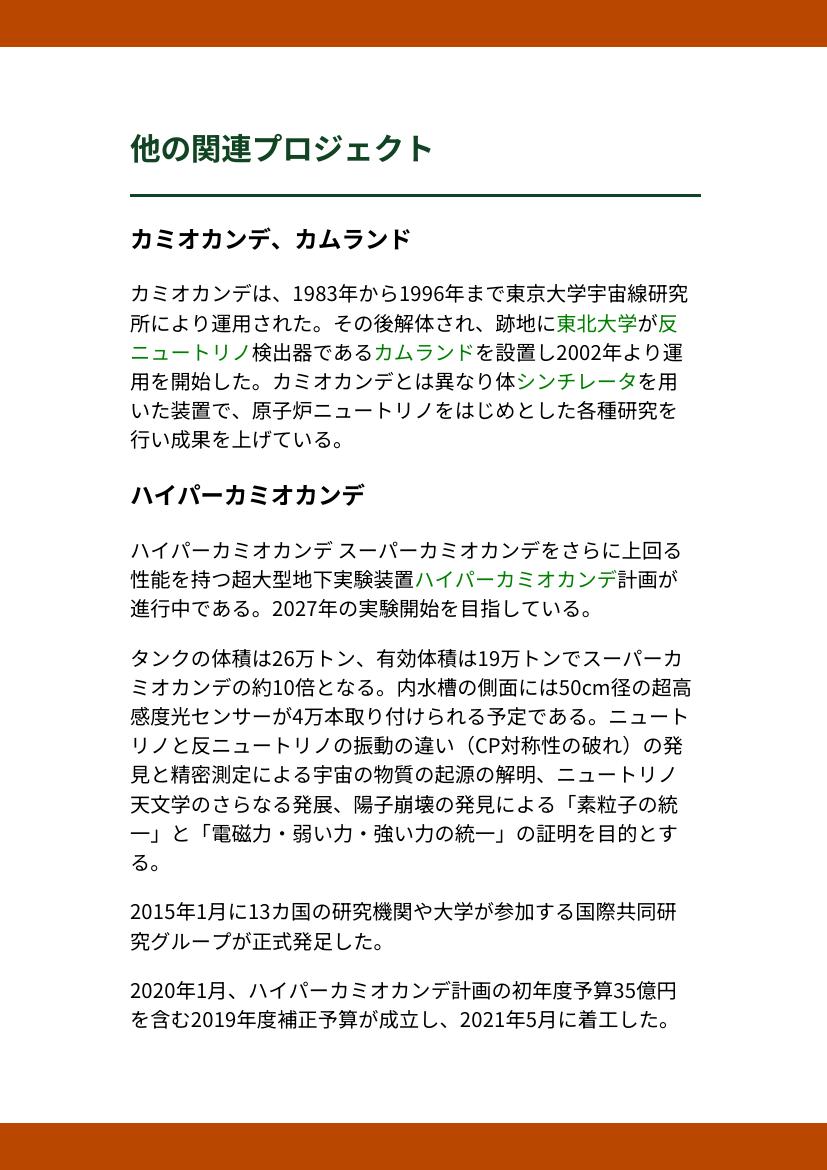 他の関連プロジェクト
カミオカンデ、カムランド
カミオカンデは、1983年から1996年まで東京大学宇宙線研究
所により運用された。その後解体され、跡地に東北大学が反
ニュートリノ検出器であるカムランドを設置し2002年より運
用を開始した。カミオカンデとは異なり体シンチレータを用
いた装置で、原子炉ニュートリノをはじめとした各種研究を
行い成果を上げている。
ハイパーカミオカンデ
ハイパーカミオカンデ スーパーカミオカンデをさらに上回る
性能を持つ超大型地下実験装置ハイパーカミオカンデ計画が
進行中である。2027年の実験開始を目指している。
タンクの体積は26万トン、有効体積は19万トンでスーパーカ
ミオカンデの約10倍となる。内水槽の側面には50cm径の超高
感度光センサーが4万本取り付けられる予定である。ニュート
リノと反ニュートリノの振動の違い（CP対称性の破れ）の発
見と精密測定による宇宙の物質の起源の解明、ニュートリノ
天文学のさらなる発展、陽子崩壊の発見による「素粒子の統
一」と「電磁力・弱い力・強い力の統一」の証明を目的とす
る。
2015年1月に13カ国の研究機関や大学が参加する国際共同研
究グループが正式発足した。
2020年1月、ハイパーカミオカンデ計画の初年度予算35億円
を含む2019年度補正予算が成立し、2021年5月に着工した。